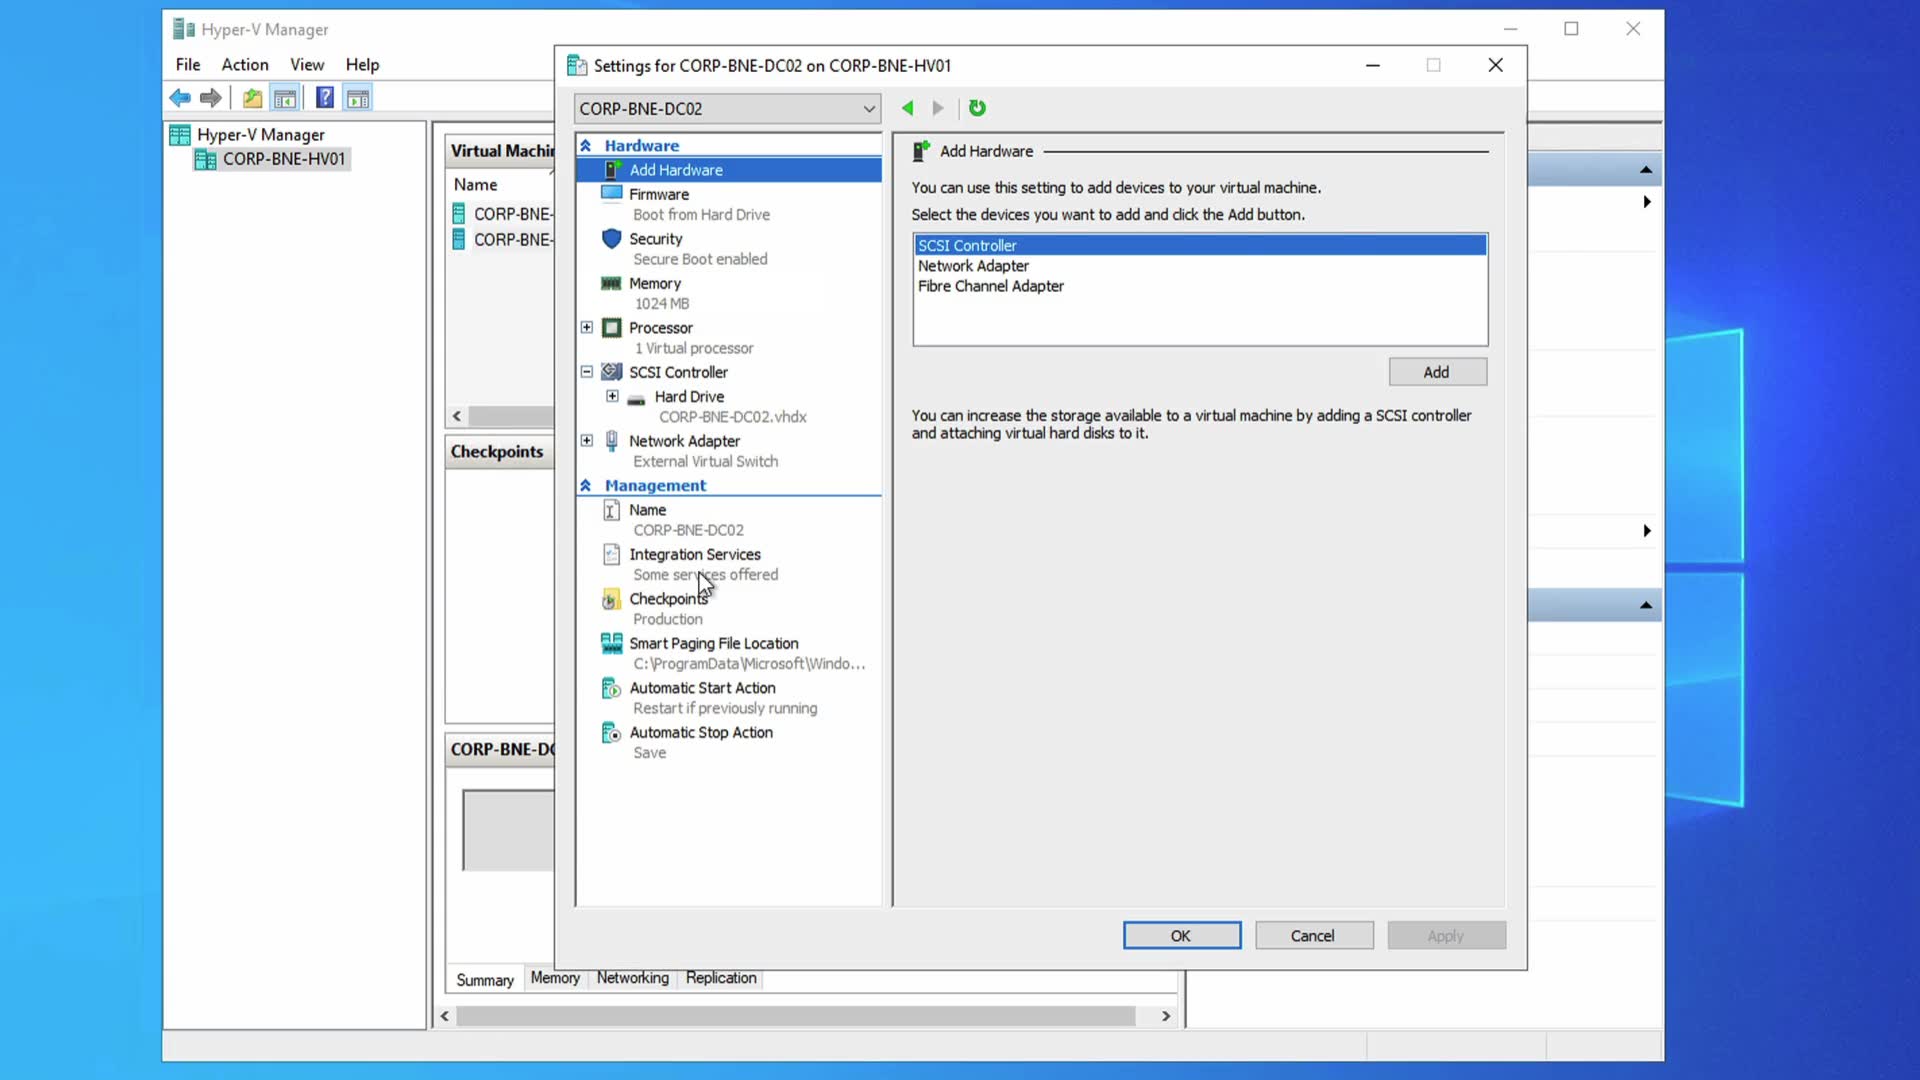 Hyper-V Manager
File Action View Help
Hyper-V Manager
CORP-BNE-HV01
Virtual Machin
Name
CORP-BNE-
CORP-BNE-
Checkpoints
CORP-BNE-DC
Summary Memory Networking Replication
Settings for CORP-BNE-DC02 on CORP-BNE-HV01
CORP-BNE-DC02
Hardware
Add Hardware
Firmware
Boot from Hard Drive
Security
Secure Boot enabled
Memory
1024 MB
Processor
1 Virtual processor
SCSI Controller
Hard Drive
CORP-BNE-DC02.vhdx
Network Adapter
External Virtual Switch
Management
Name
CORP-BNE-DC02
Integration Services
Some services offered
Checkpoints
Production
Smart Paging File Location
C:\ProgramData\Microsoft\Windo...
Automatic Start Action
Restart if previously running
Automatic Stop Action
Save
Add Hardware
You can use this setting to add devices to your virtual machine.
Select the devices you want to add and click the Add button.
SCSI Controller
Network Adapter
Fibre Channel Adapter
Add
You can increase the storage available to a virtual machine by adding a SCSI controller
and attaching virtual hard disks to it.
OK Cancel Apply